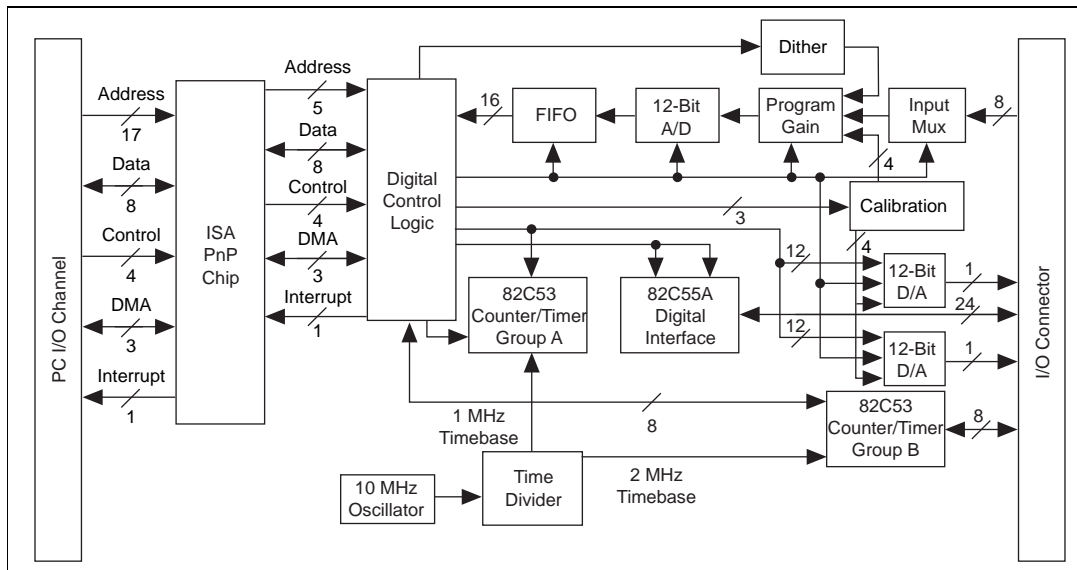 PC I/O Channel
Address
17
Data
8
Control
4
DMA
3
Interrupt
1
ISA
PnP
Chip
Address
5
Data
8
Control
4
DMA
3
Interrupt
1
Digital
Control
Logic
Dither
16
FIFO
12-Bit
A/D
Program
Gain
Input
Mux
8
4
3
Calibration
4
12
12-Bit
D/A
1
82C53
Counter/Timer
Group A
82C55A
Digital
Interface
24
12
12-Bit
D/A
1
1 MHz
Timebase
8
82C53
Counter/Timer
Group B
8
10 MHz
Oscillator
Time
Divider
2 MHz
Timebase
I/O Connector